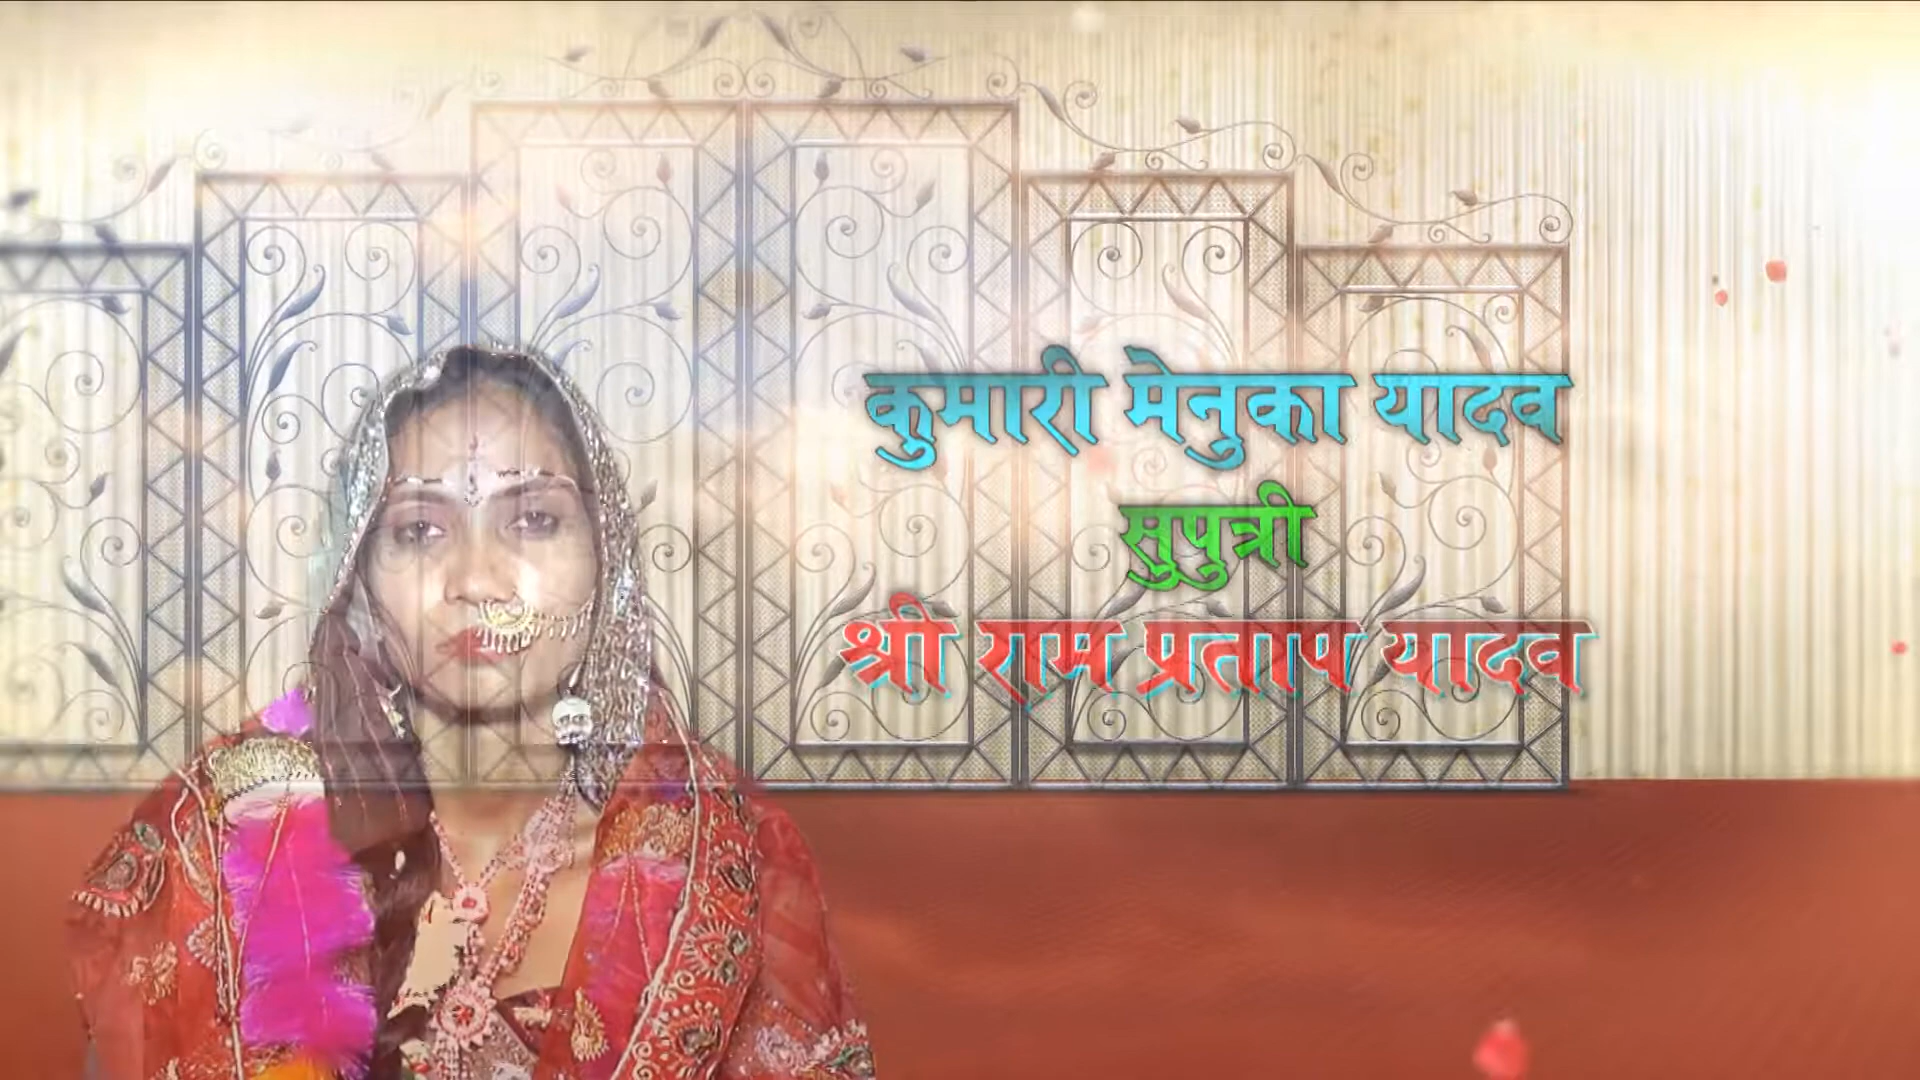 कुमारी मेनुका यादव
सुपुत्री
श्री राम प्रताप यादव